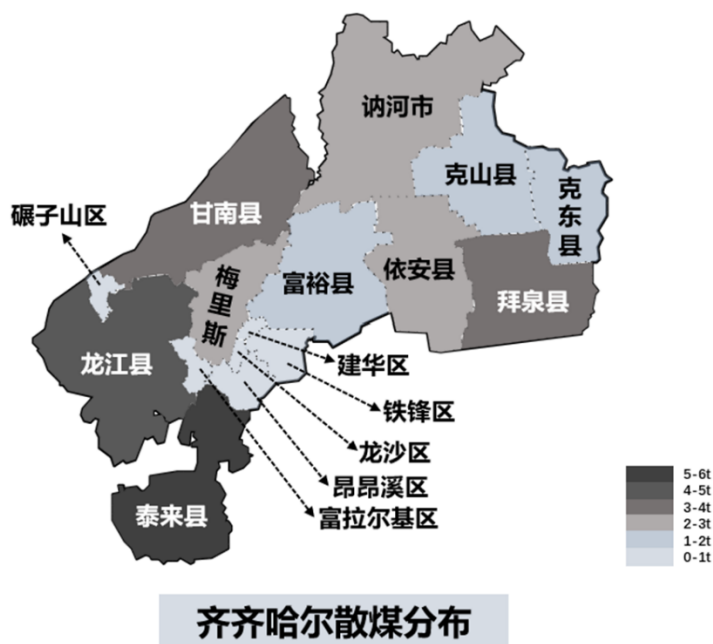 讷河市
克山县
克东县
碾子山区
甘南县
梅里斯
富裕县
依安县
拜泉县
龙江县
建华区
铁锋区
龙沙区
昂昂溪区
富拉尔基区
泰来县
5-6t
4-5t
3-4t
2-3t
1-2t
0-1t
齐齐哈尔散煤分布